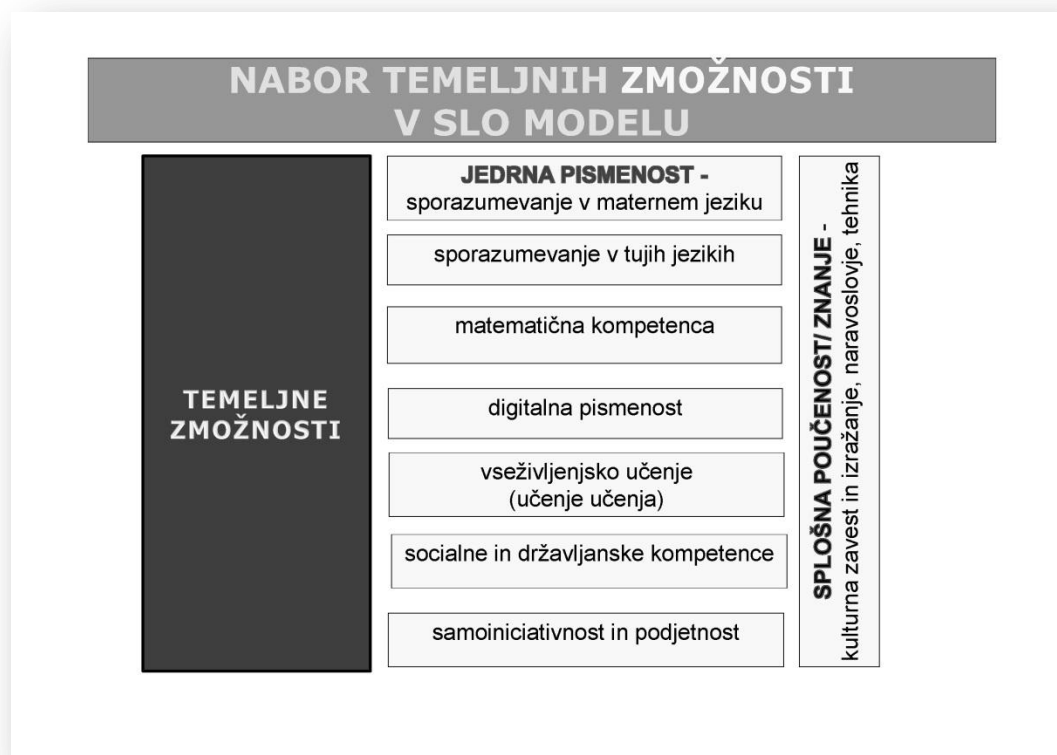 NABOR TEMELJNIH ZMOŽNOSTI
V SLO MODELU
TEMELJNE
ZMOŽNOSTI
JEDRNA PISMENOST -
sporazumevanje v maternem jeziku
sporazumevanje v tujih jezikih
matematična kompetenca
digitalna pismenost
vseživljenjsko učenje
(učenje učenja)
socialne in državljanske kompetence
samoiniciativnost in podjetnost
SPLOŠNA POUČENOST/ ZNANJE -
kulturna zavest in izražanje, naravoslovje, tehnika